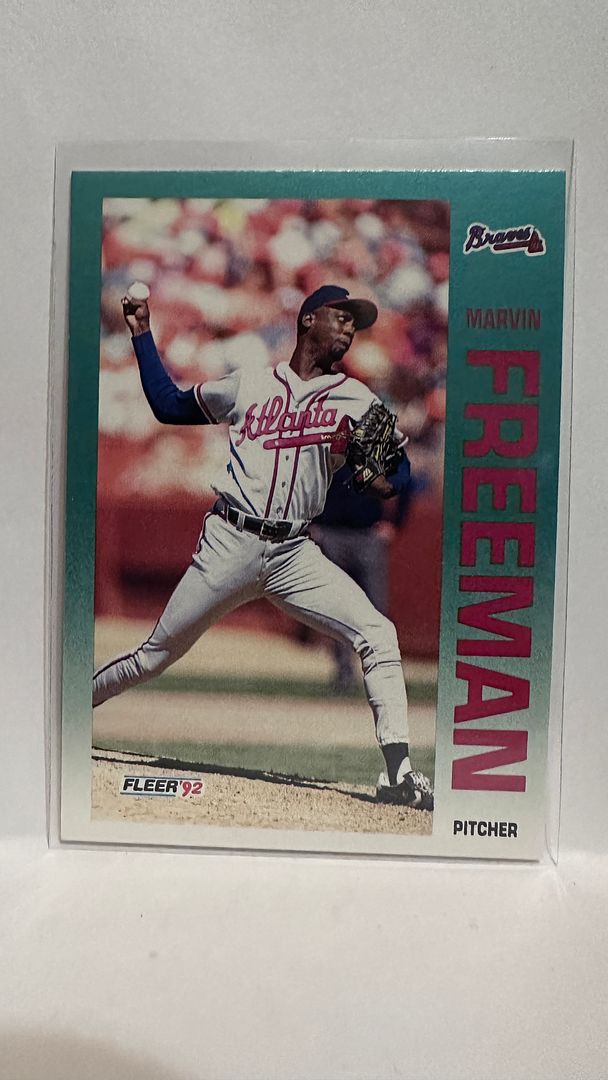 Braves
MARVIN
FREEMAN
Atlanta
FLEER '92
PITCHER